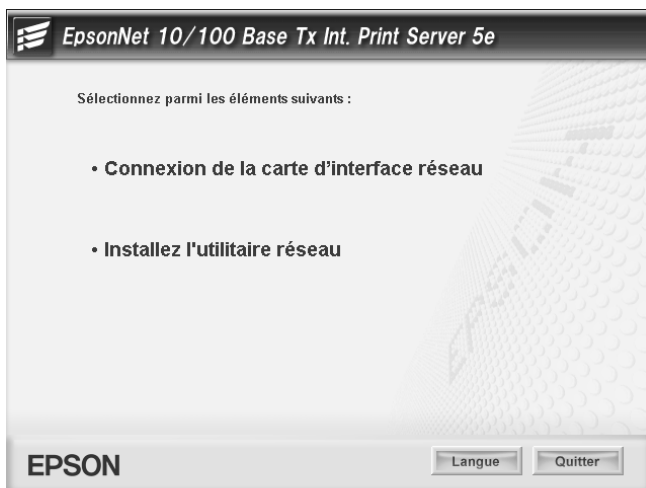 EpsonNet 10/100 Base Tx Int. Print Server 5e
Sélectionnez parmi les éléments suivants :
• Connexion de la carte d’interface réseau
• Installez l'utilitaire réseau
EPSON
EPSON
Langue
Quitter